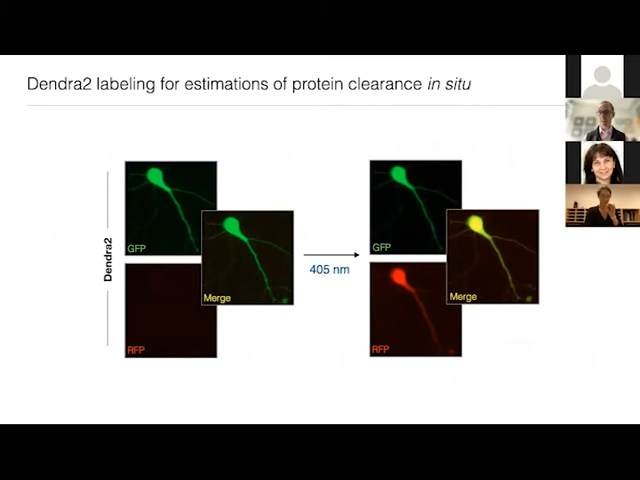 Dendra2 labeling for estimations of protein clearance in situ
Dendra2
GFP
RFP
Merge
405 nm
GFP
RFP
Merge